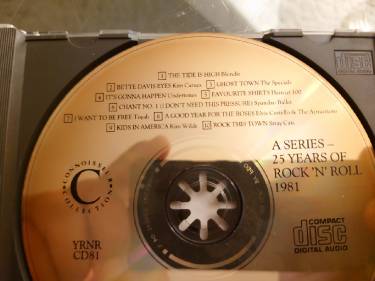 1 THE TIDE IS HIGH Blondie
2 BETTE DAVIS EYES Kim Carnes 3 GHOST TOWN The Specials
4 IT'S GONNA HAPPEN Undertones 5 FAVOURITE SHIRTS Haircut 100
6 CHANT NO. 1 (I DON'T NEED THIS PRESSURE) Spandau Ballet
7 I WANT TO BE FREE Toyah 8 A GOOD YEAR FOR THE ROSES Elvis Costello & The Attractions
9 KIDS IN AMERICA Kim Wilde 10 ROCK THIS TOWN Stray Cats
A SERIES –
25 YEARS OF
ROCK 'N' ROLL
1981
CONNOISSEUR COLLECTION
C
YRNR
CD81
COMPACT
disc
DIGITAL AUDIO
disc